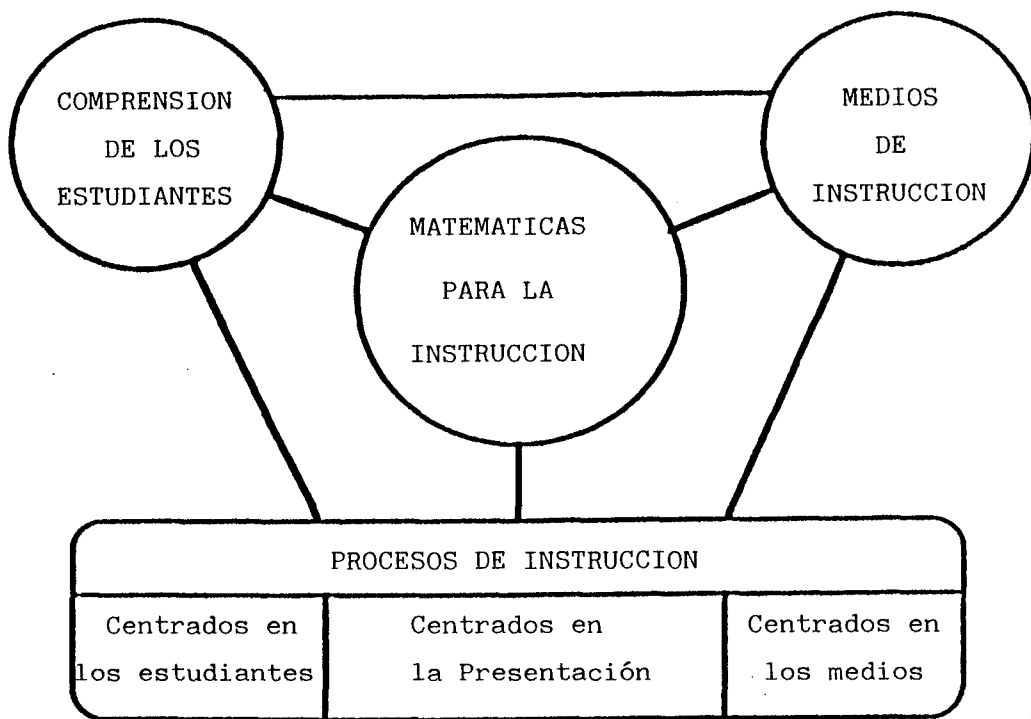 COMPRENSION
DE LOS
ESTUDIANTES
MEDIOS
DE
INSTRUCCION
MATEMATICAS
PARA LA
INSTRUCCION
PROCESOS DE INSTRUCCION
Centrados en
los estudiantes
Centrados en
la Presentación
Centrados en
los medios